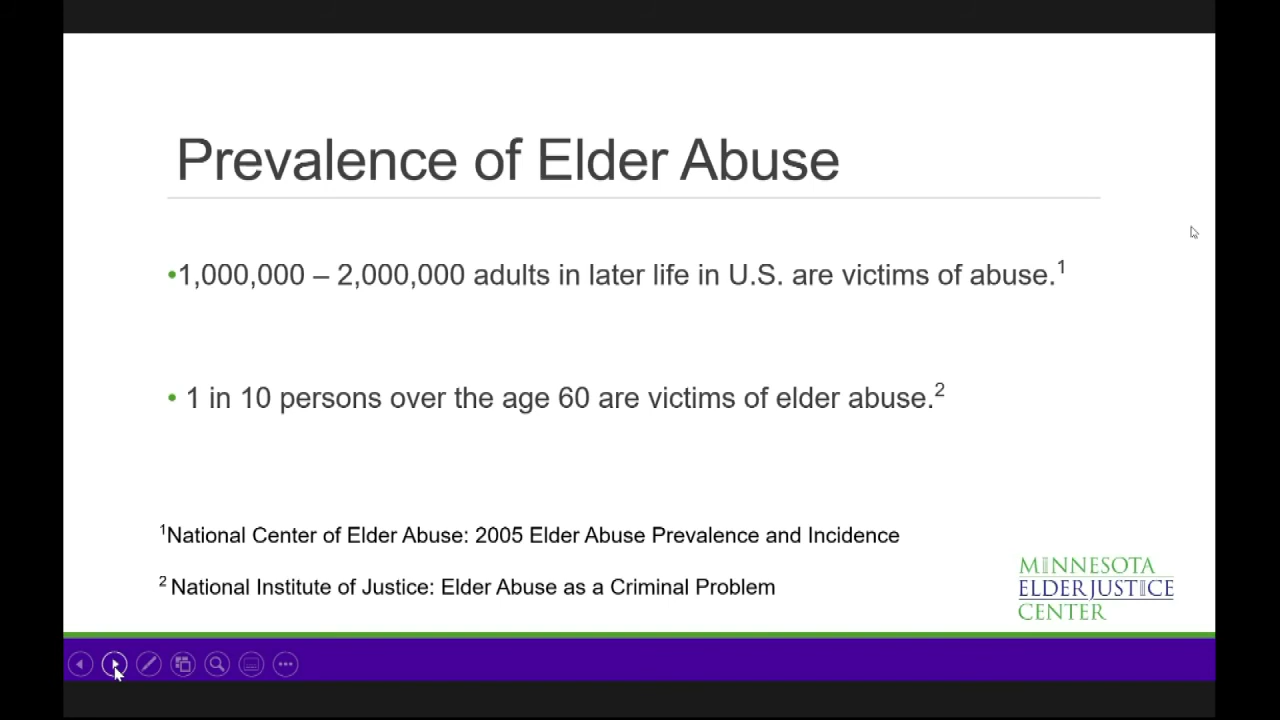 Prevalence of Elder Abuse
•1,000,000 – 2,000,000 adults in later life in U.S. are victims of abuse.¹
• 1 in 10 persons over the age 60 are victims of elder abuse.²
¹National Center of Elder Abuse: 2005 Elder Abuse Prevalence and Incidence
² National Institute of Justice: Elder Abuse as a Criminal Problem
MINNESOTA
ELDER JUSTICE
CENTER